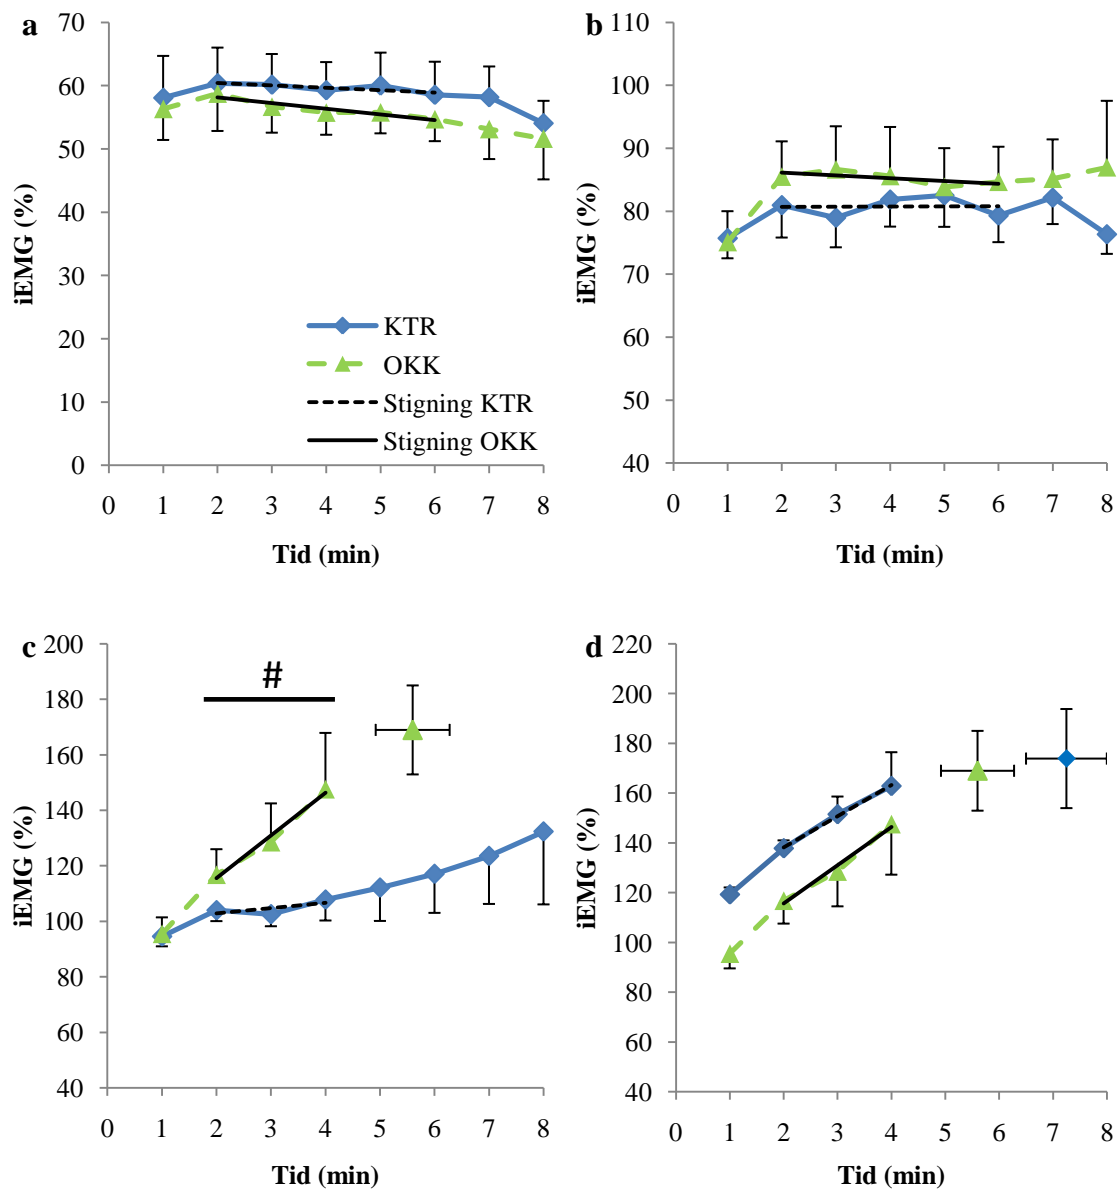 a
70
60
50
40
30
20
10
0
iEMG (%)
KTR
OKK
Stigning KTR
Stigning OKK
0 1 2 3 4 5 6 7 8
Tid (min)
b
110
100
90
80
70
60
50
40
iEMG (%)
0 1 2 3 4 5 6 7 8
Tid (min)
c
200
180
160
140
120
100
80
60
40
iEMG (%)
#
0 1 2 3 4 5 6 7 8
Tid (min)
d
220
200
180
160
140
120
100
80
60
40
iEMG (%)
0 1 2 3 4 5 6 7 8
Tid (min)